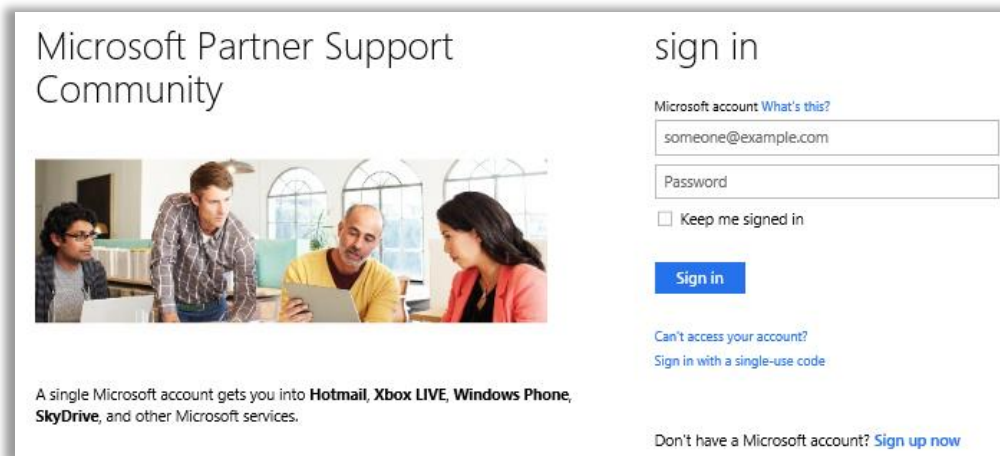 Microsoft Partner Support
Community
sign in
Microsoft account What's this?
someone@example.com
Password
Keep me signed in
Sign in
Can't access your account?
Sign in with a single-use code
A single Microsoft account gets you into Hotmail, Xbox LIVE, Windows Phone,
SkyDrive, and other Microsoft services.
Don't have a Microsoft account? Sign up now